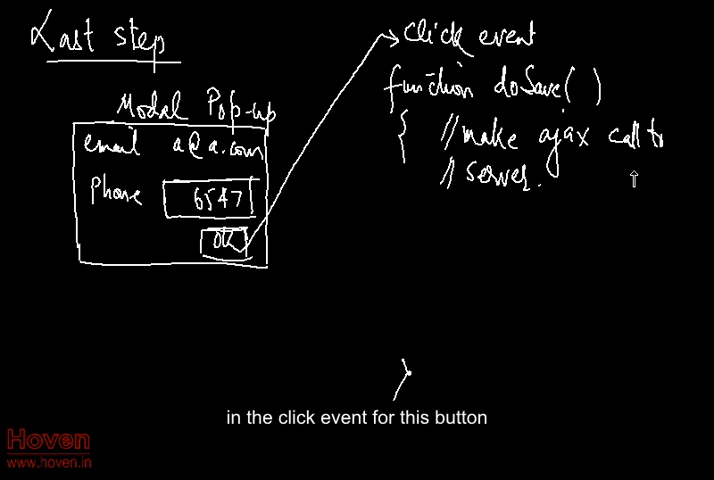 Last step
Modal Pop-up
email a@a.com
Phone 6547
OK
click event
function doSave( )
{ //make ajax call to
// server.
}
in the click event for this button
Hoven
www.hoven.in